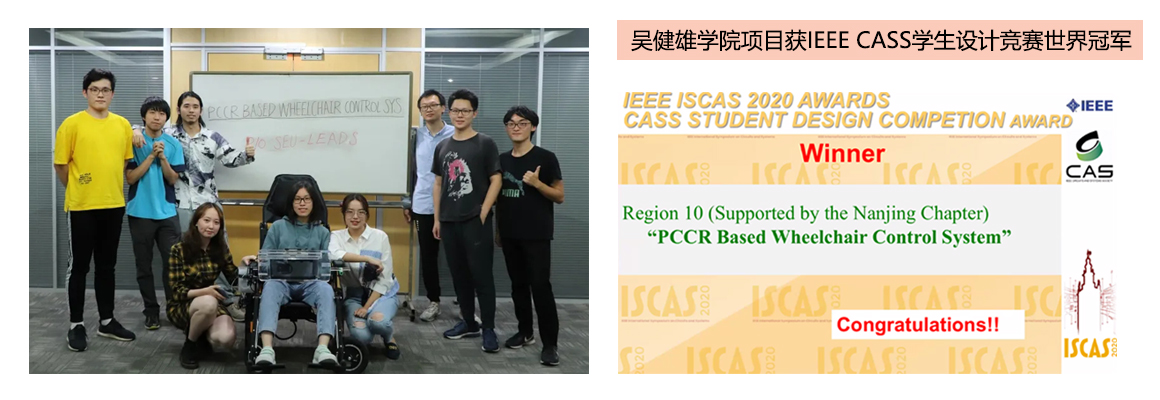 PCCR BASED WHEELCHAIR CONTROL SYS
SEU-LEADS
吴健雄学院项目获IEEE CASS学生设计竞赛世界冠军
IEEE ISCAS 2020 AWARDS
CASS STUDENT DESIGN COMPETION AWARD
IEEE
Winner
CAS
Region 10 (Supported by the Nanjing Chapter)
“PCCR Based Wheelchair Control System”
ISCAS 2020
Congratulations!!
ISCAS 2020